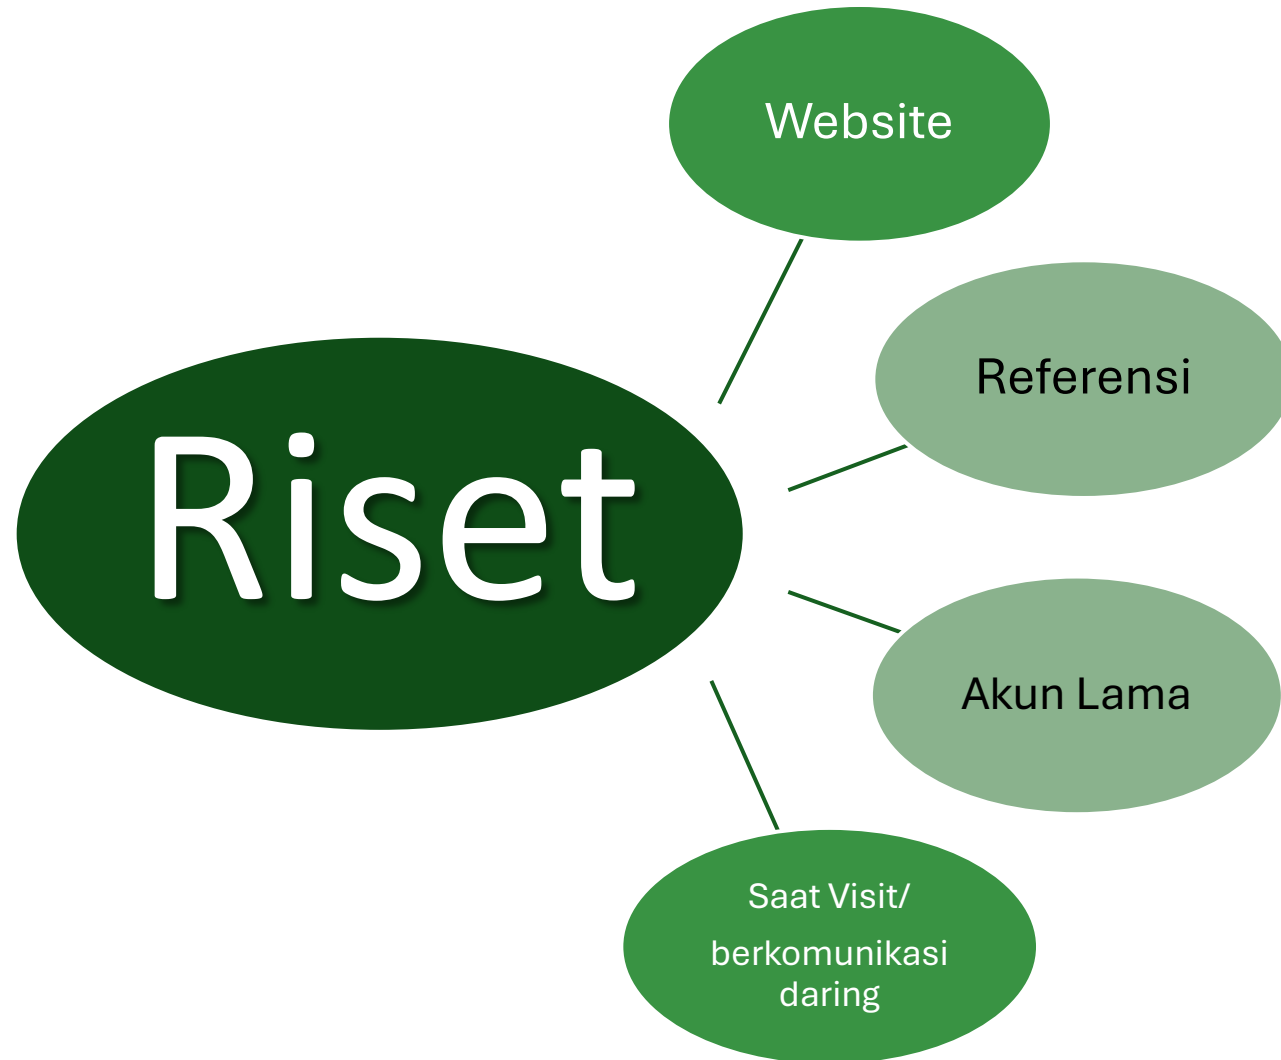 Website
Referensi
Riset
Akun Lama
Saat Visit/
berkomunikasi
daring